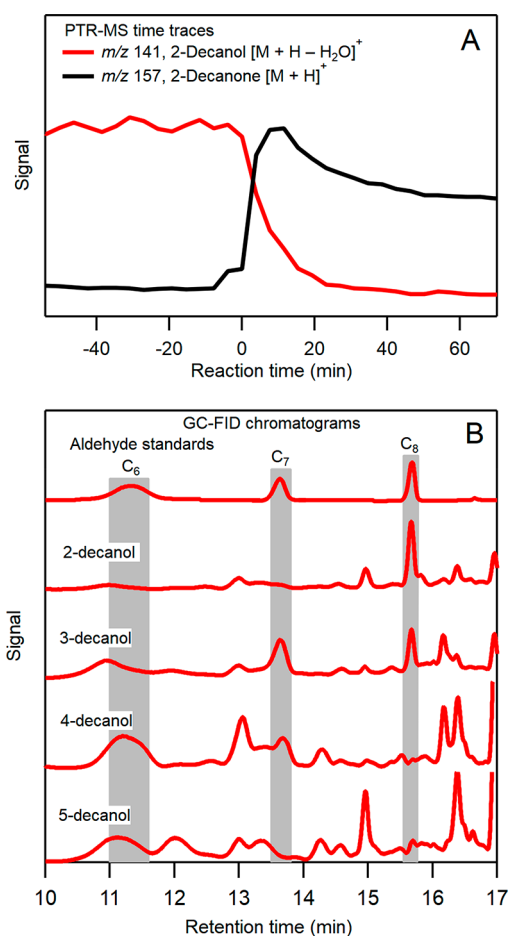 PTR-MS time traces
A
m/z 141, 2-Decanol [M + H – H₂O]⁺
m/z 157, 2-Decanone [M + H]⁺
Signal
-40 -20 0 20 40 60
Reaction time (min)
GC-FID chromatograms
B
Aldehyde standards
C₆ C₇ C₈
2-decanol
3-decanol
Signal
4-decanol
5-decanol
10 11 12 13 14 15 16 17
Retention time (min)